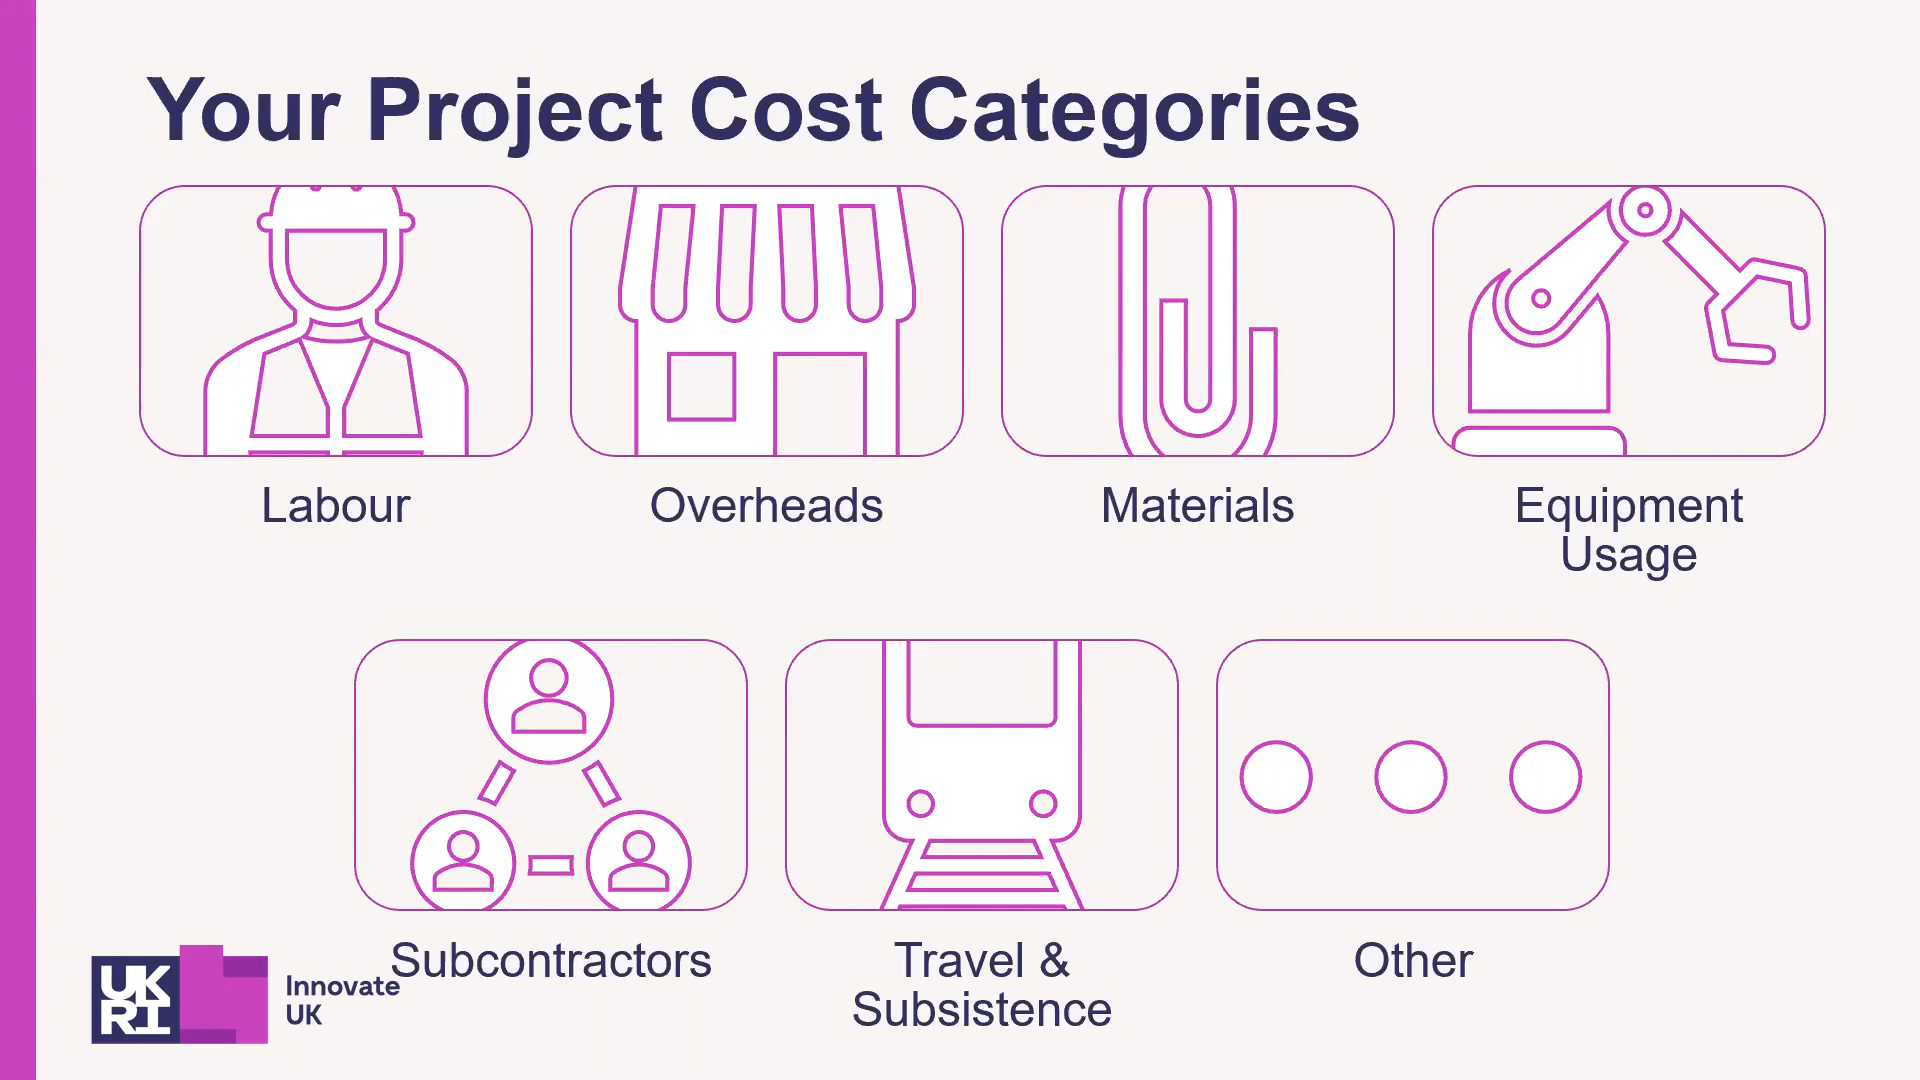 Your Project Cost Categories
Labour
Overheads
Materials
Equipment
Usage
Subcontractors
Travel &
Subsistence
Other
UK
RI
Innovate
UK